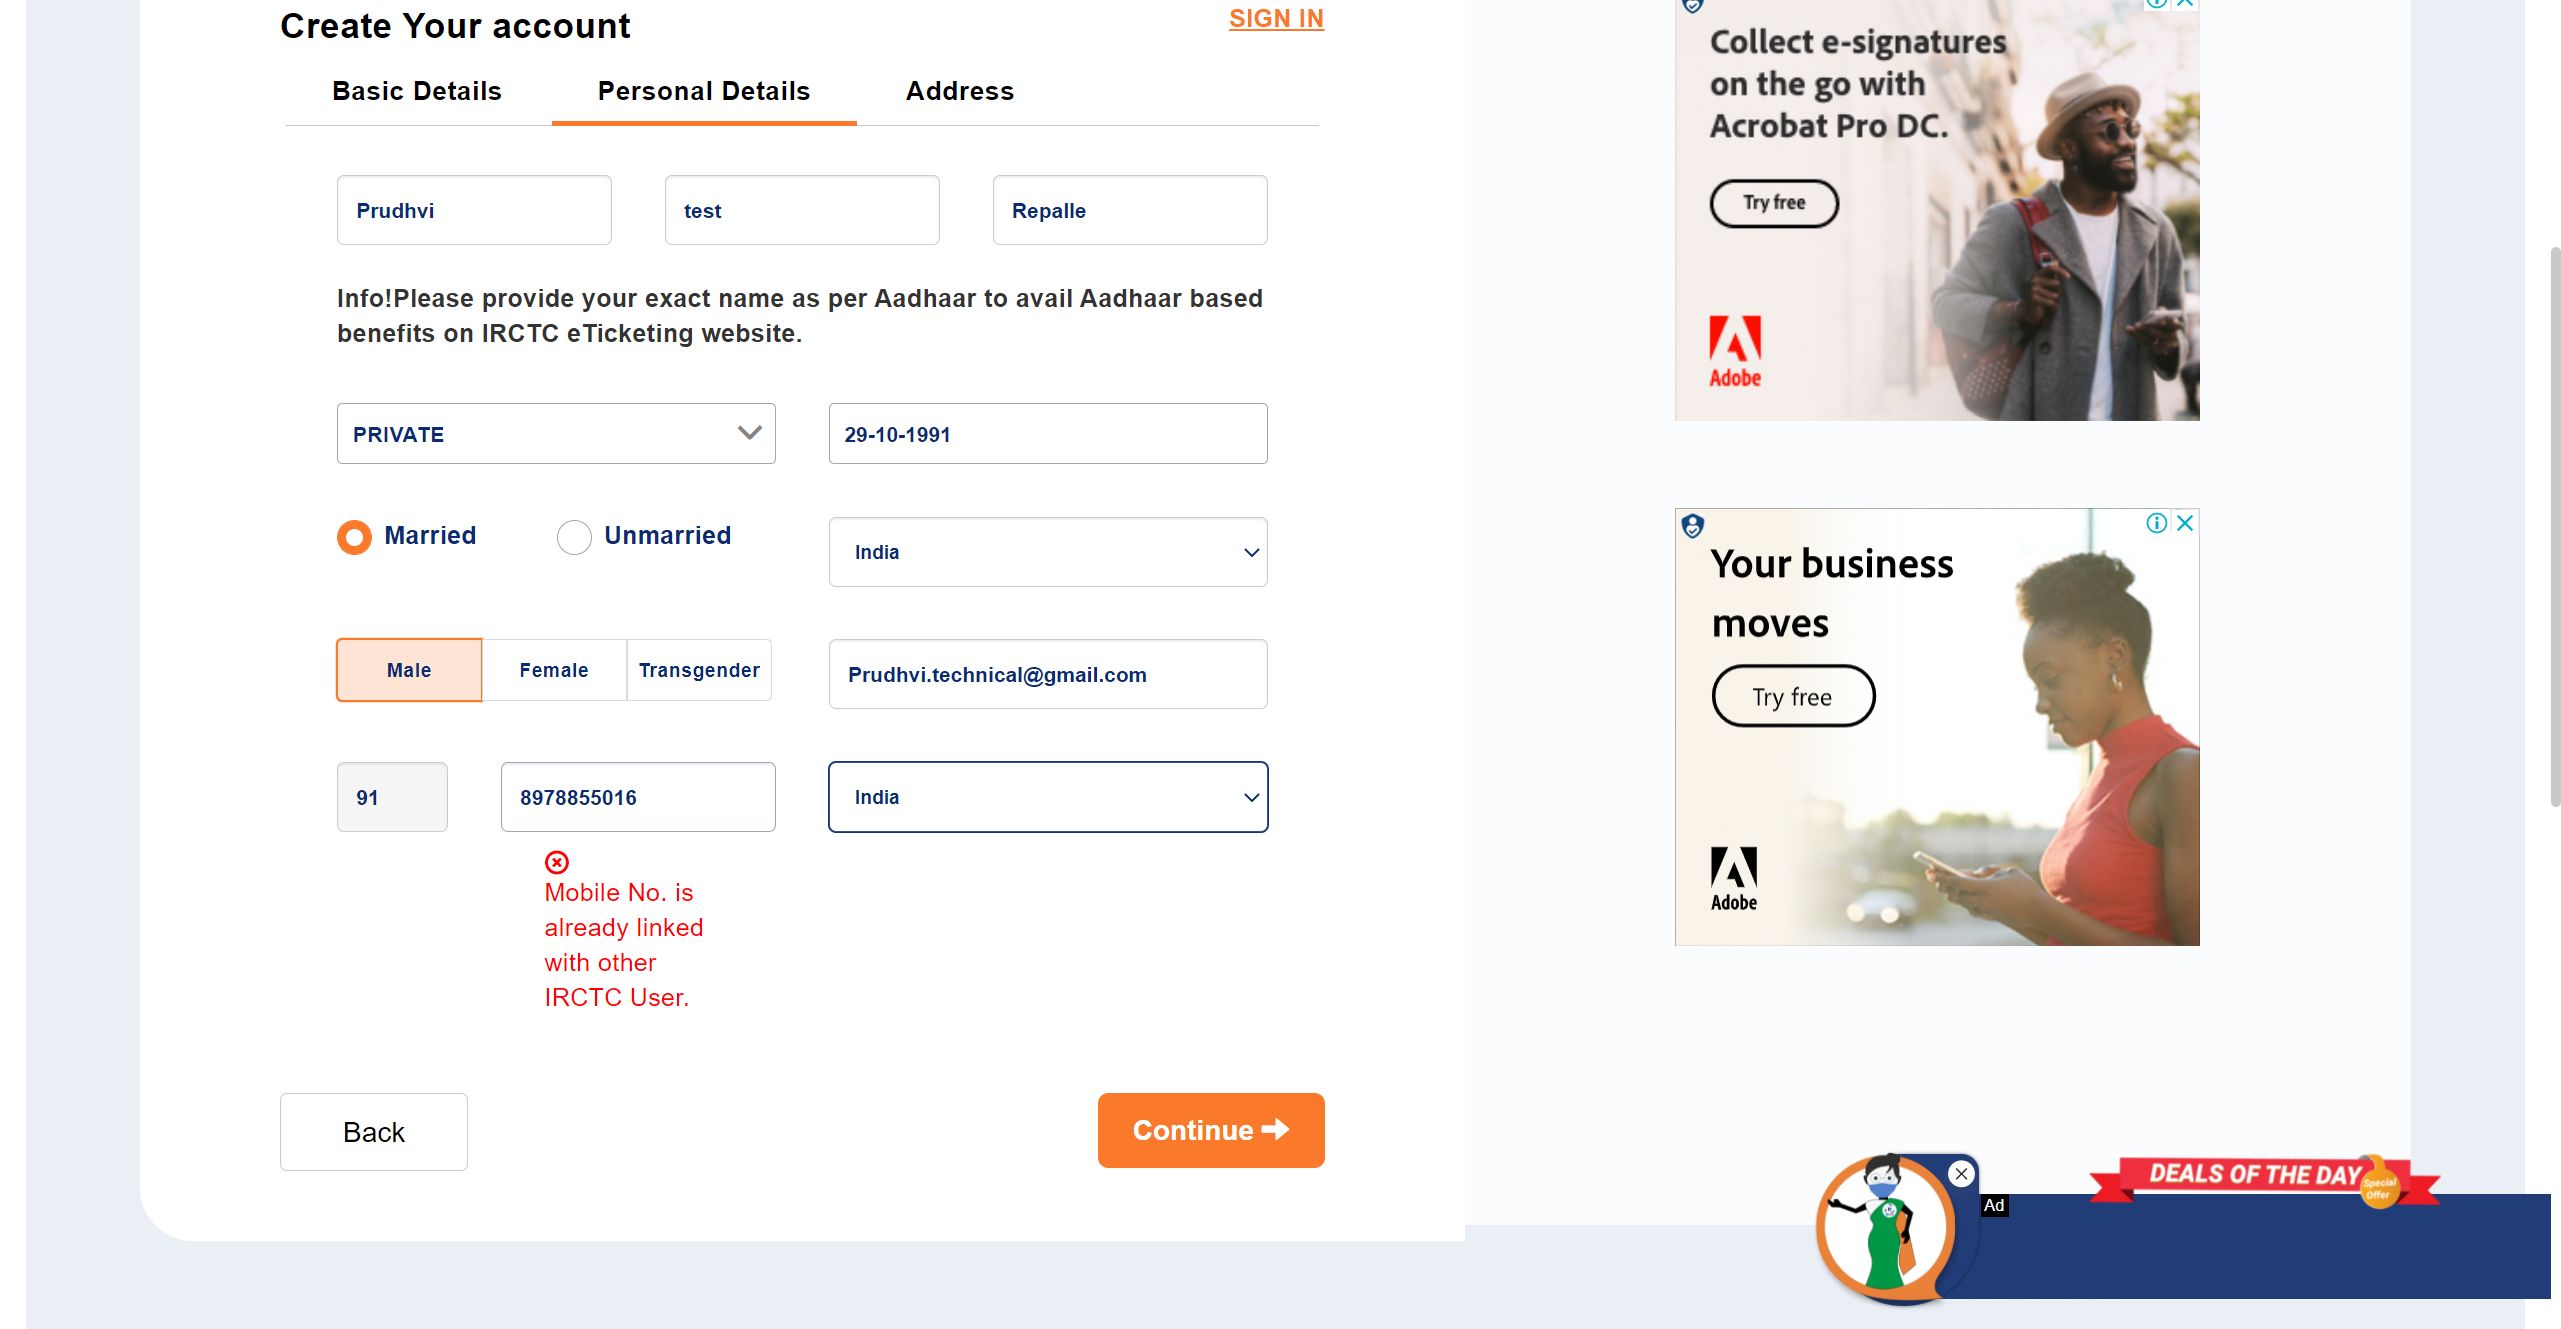 Create Your account
SIGN IN
Basic Details
Personal Details
Address
Prudhvi
test
Repalle
Info!Please provide your exact name as per Aadhaar to avail Aadhaar based
benefits on IRCTC eTicketing website.
PRIVATE
29-10-1991
Married
Unmarried
India
Male
Female
Transgender
Prudhvi.technical@gmail.com
91
8978855016
India
Mobile No. is
already linked
with other
IRCTC User.
Back
Continue
Collect e-signatures
on the go with
Acrobat Pro DC.
Try free
Adobe
Your business
moves
Try free
Adobe
DEALS OF THE DAY
Special
Offer
Ad